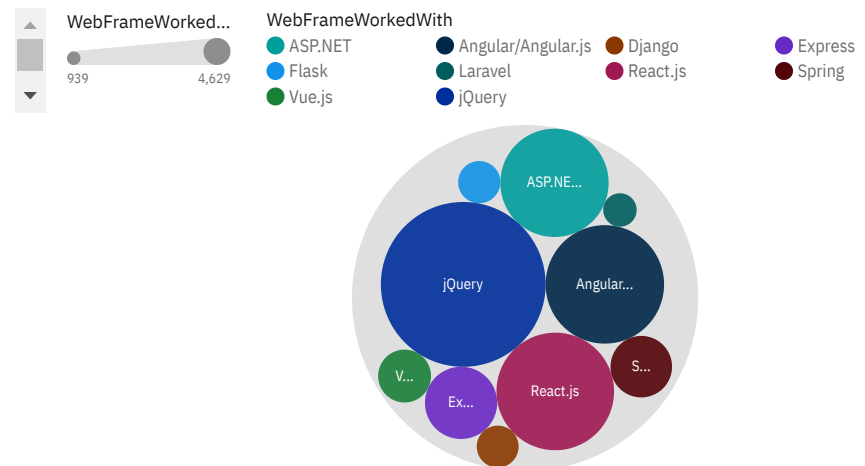 WebFrameWorked...
939
4,629
WebFrameWorkedWith
ASP.NET
Angular/Angular.js
Django
Express
Flask
Laravel
React.js
Spring
Vue.js
jQuery
ASP.NE...
jQuery
Angular...
S...
V...
Ex...
React.js